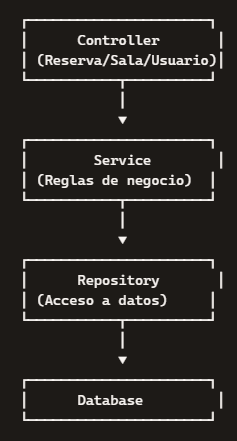 Controller
(Reserva/Sala/Usuario)
Service
(Reglas de negocio)
Repository
(Acceso a datos)
Database